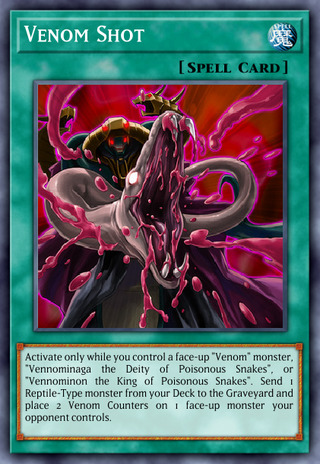 Venom Shot
魔
[Spell Card]
Activate only while you control a face-up "Venom" monster,
"Vennominaga the Deity of Poisonous Snakes", or
"Vennominon the King of Poisonous Snakes". Send 1
Reptile-Type monster from your Deck to the Graveyard and
place 2 Venom Counters on 1 face-up monster your
opponent controls.